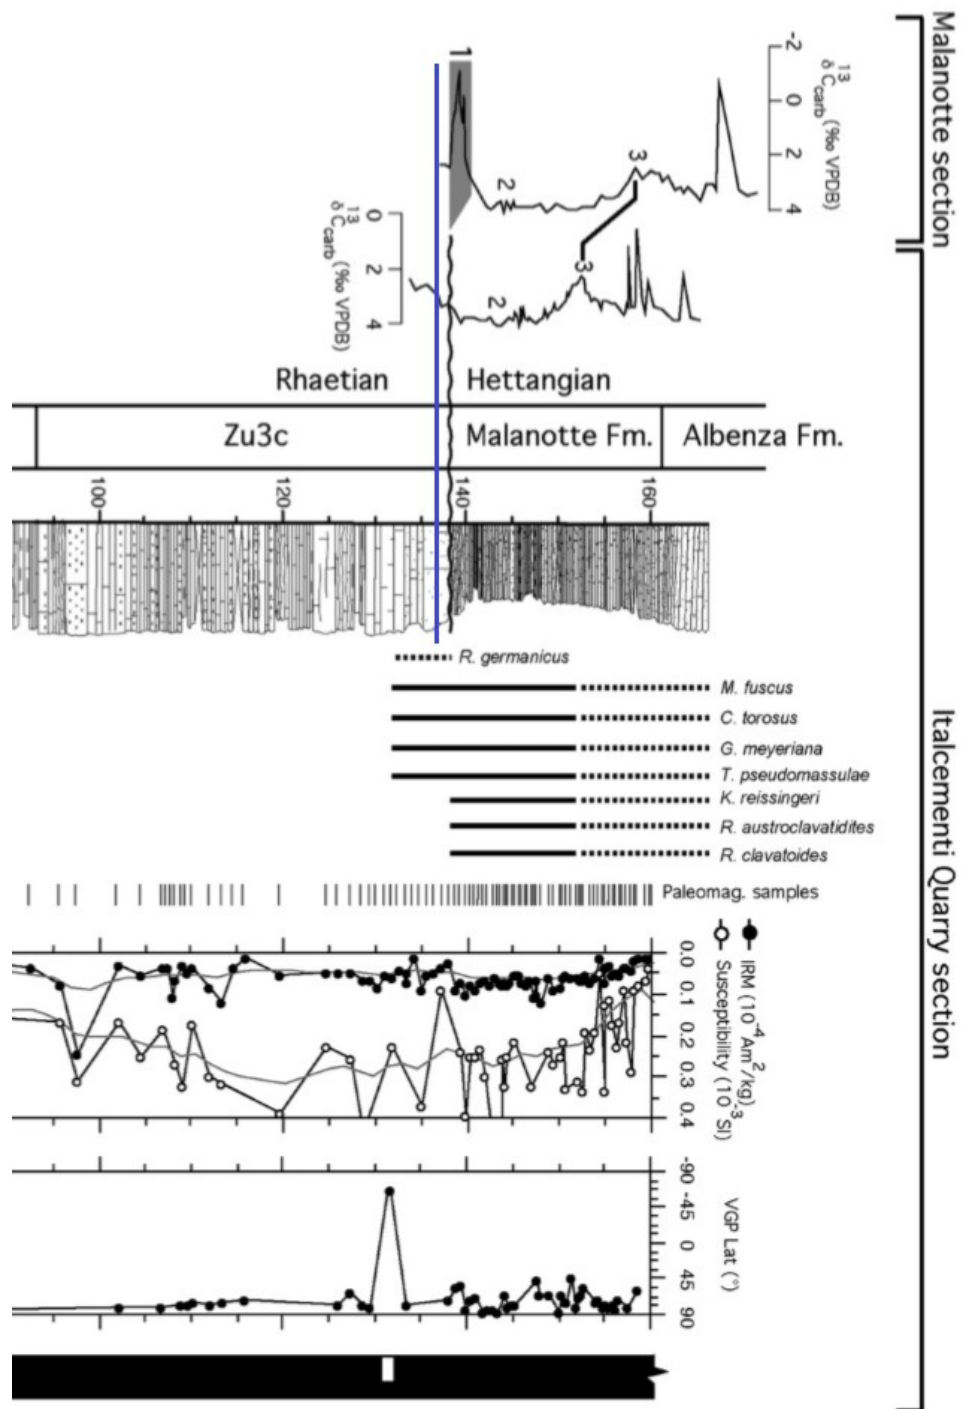 Malanotte section
Italcementi Quarry section
-2
0
2
4
δ13Ccarb (‰ VPDB)
1
2
3
0
2
4
δ13Ccarb (‰ VPDB)
2
3
Rhaetian
Hettangian
Zu3c
Malanotte Fm.
Albenza Fm.
100
120
140
160
R. germanicus
M. fuscus
C. torosus
G. meyeriana
T. pseudomassulae
K. reissingeri
R. austroclavatidites
R. clavatoides
Paleomag. samples
IRM (10-4Am2/kg)
Susceptibility (10-3SI)
0.0
0.1
0.2
0.3
0.4
VGP Lat (°)
-90
-45
0
45
90